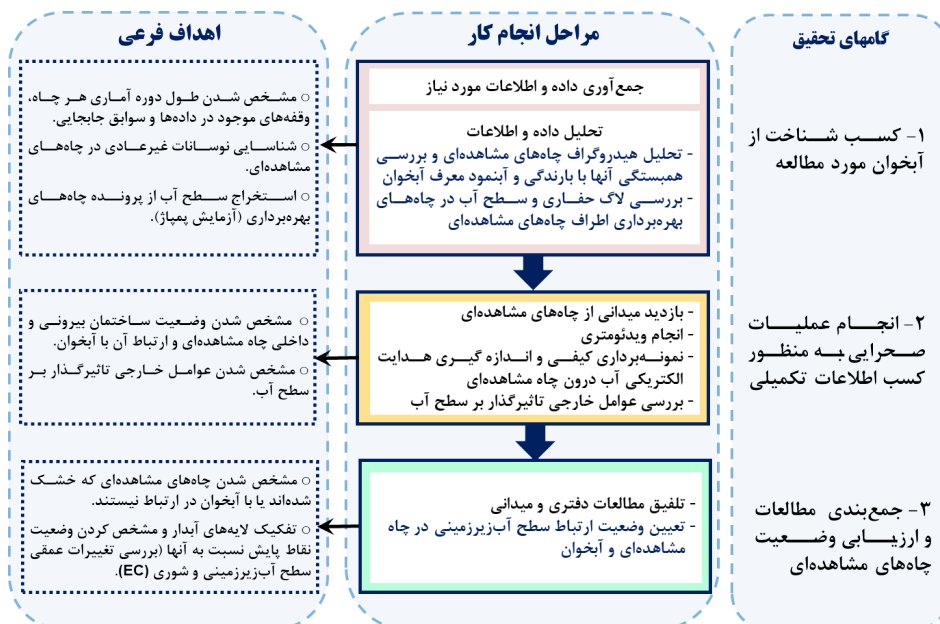 گامهای تحقیق
مراحل انجام کار
اهداف فرعی
۱- کسب شناخت از
آبخوان مورد مطالعه
جمع‌آوری داده و اطلاعات مورد نیاز
تحلیل داده و اطلاعات
- تحلیل هیدروگراف چاه‌های مشاهده‌ای و بررسی
همبستگی آنها با بارندگی و آبنمود معرف آبخوان
- بررسی لاگ حفاری و سطح آب در چاه‌های
بهره‌برداری اطراف چاه‌های مشاهده‌ای
○ مشخص شدن طول دوره آماری هر چاه،
وقفه‌های موجود در داده‌ها و سوابق جابجایی.
○ شناسایی نوسانات غیرعادی در چاه‌های
مشاهده‌ای.
○ استخراج سطح آب از پرونده چاه‌های
بهره‌برداری (آزمایش پمپاژ).
۲- انجام عملیات
صحرایی به منظور
کسب اطلاعات تکمیلی
- بازدید میدانی از چاه‌های مشاهده‌ای
- انجام ویدئومتری
- نمونه‌برداری کیفی و اندازه گیری هدایت
الکتریکی آب درون چاه مشاهده‌ای
- بررسی عوامل خارجی تاثیرگذار بر سطح آب
○ مشخص شدن وضعیت ساختمان بیرونی و
داخلی چاه مشاهده‌ای و ارتباط آن با آبخوان.
○ مشخص شدن عوامل خارجی تاثیرگذار بر
سطح آب.
۳- جمع‌بندی مطالعات
و ارزیابی وضعیت
چاه‌های مشاهده‌ای
- تلفیق مطالعات دفتری و میدانی
- تعیین وضعیت ارتباط سطح آب‌زیرزمینی در چاه
مشاهده‌ای و آبخوان
○ مشخص شدن چاه‌های مشاهده‌ای که خشک
شده‌اند یا با آبخوان در ارتباط نیستند.
○ تفکیک لایه‌های آبدار و مشخص کردن وضعیت
نقاط پایش نسبت به آنها (بررسی تغییرات عمقی
سطح آب‌زیرزمینی و شوری (EC).